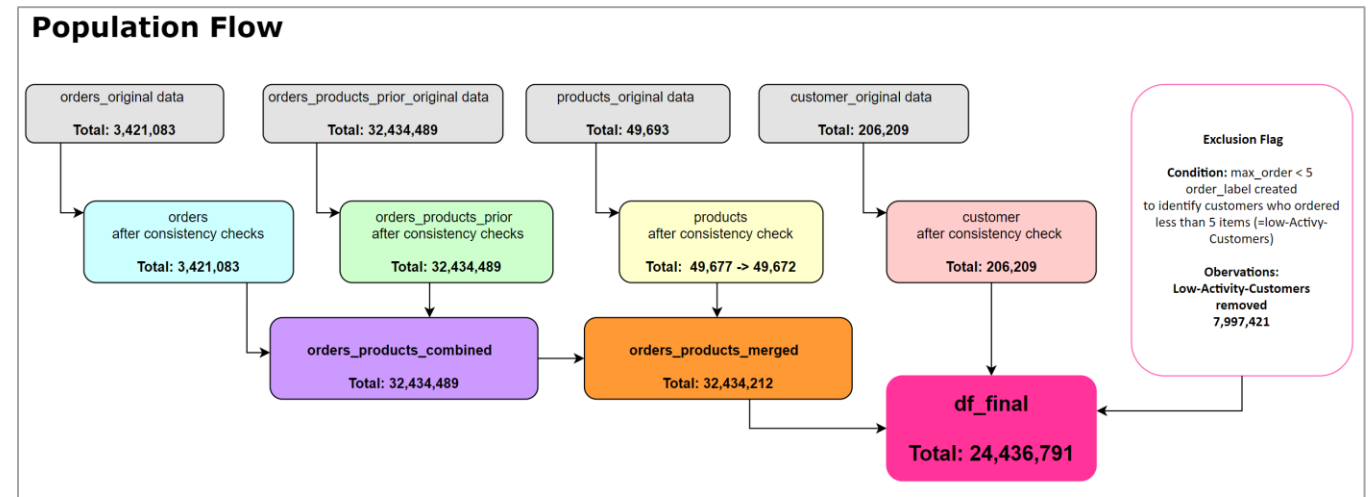 Population Flow
orders_original data
Total: 3,421,083
orders_products_prior_original data
Total: 32,434,489
products_original data
Total: 49,693
customer_original data
Total: 206,209
Exclusion Flag
Condition: max_order < 5
order_label created
to identify customers who ordered
less than 5 items (=low-Activy-
Customers)
Obervations:
Low-Activity-Customers
removed
7,997,421
orders
after consistency checks
Total: 3,421,083
orders_products_prior
after consistency checks
Total: 32,434,489
products
after consistency check
Total: 49,677 -> 49,672
customer
after consistency check
Total: 206,209
orders_products_combined
Total: 32,434,489
orders_products_merged
Total: 32,434,212
df_final
Total: 24,436,791